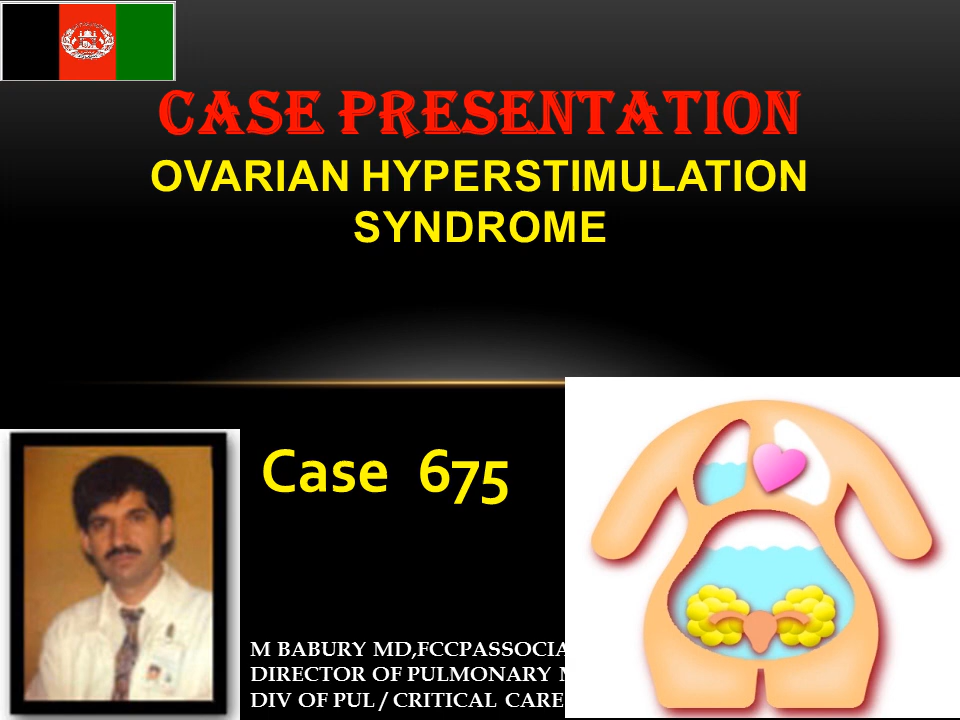 CASE PRESENTATION
OVARIAN HYPERSTIMULATION
SYNDROME
Case 675
M BABURY MD,FCCPASSOCIA
DIRECTOR OF PULMONARY
DIV OF PUL / CRITICAL CARE